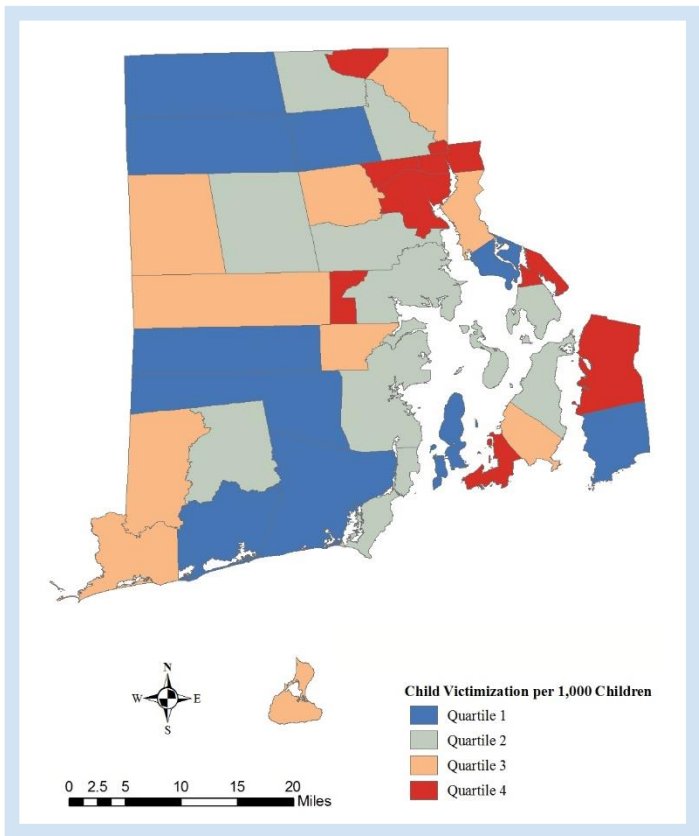 N
W E
S
Child Victimization per 1,000 Children
Quartile 1
Quartile 2
Quartile 3
Quartile 4
0 2.5 5 10 15 20
Miles